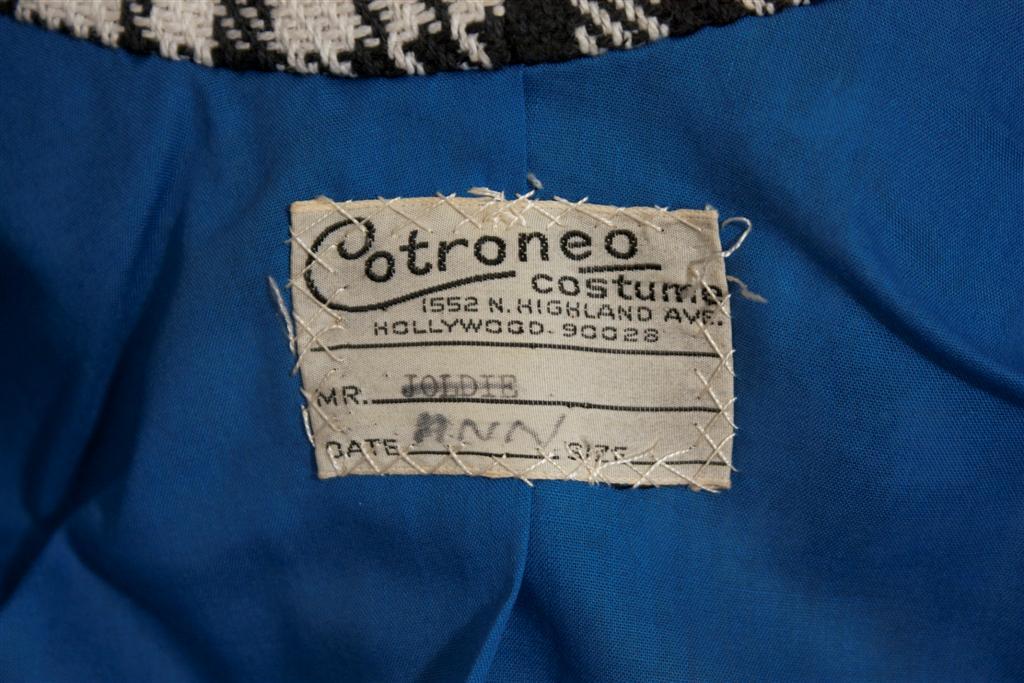 Cotroneo
Costume
1552 N. HIGHLAND AVE.
HOLLYWOOD - 90028
MR. JOLDIE
ANN
DATE SIZE